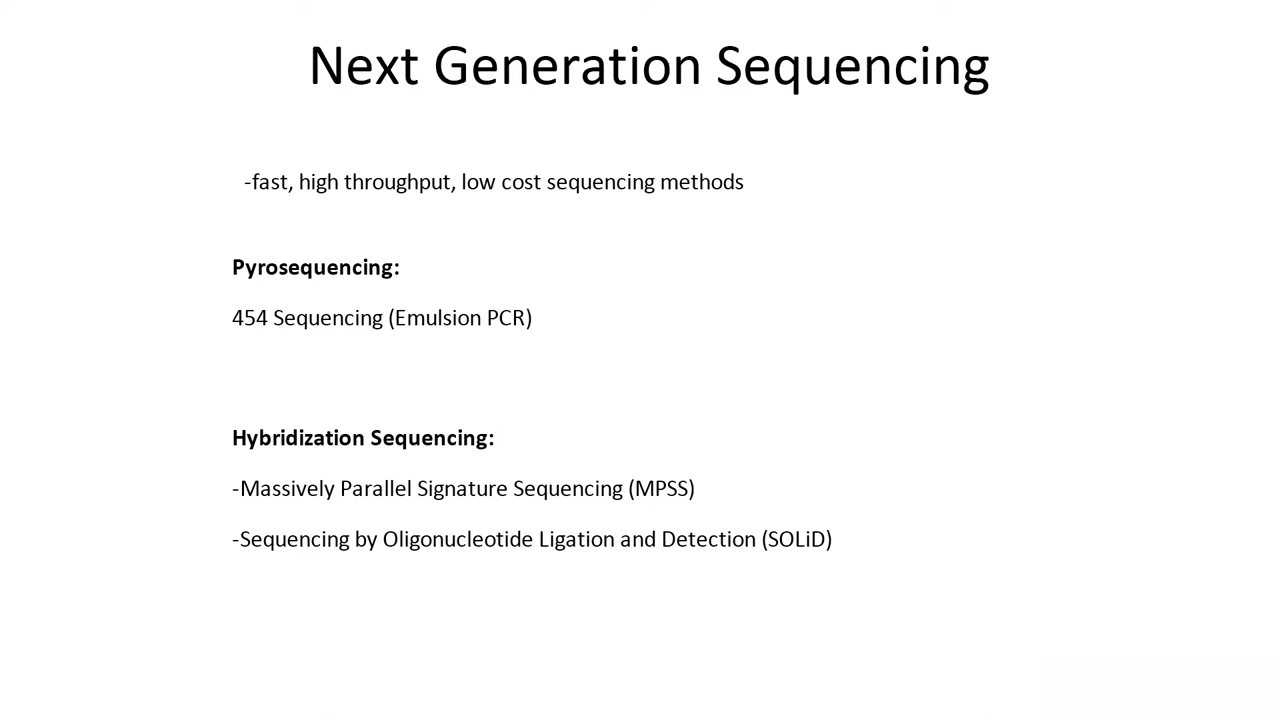 Next Generation Sequencing
-fast, high throughput, low cost sequencing methods
Pyrosequencing:
454 Sequencing (Emulsion PCR)
Hybridization Sequencing:
-Massively Parallel Signature Sequencing (MPSS)
-Sequencing by Oligonucleotide Ligation and Detection (SOLiD)